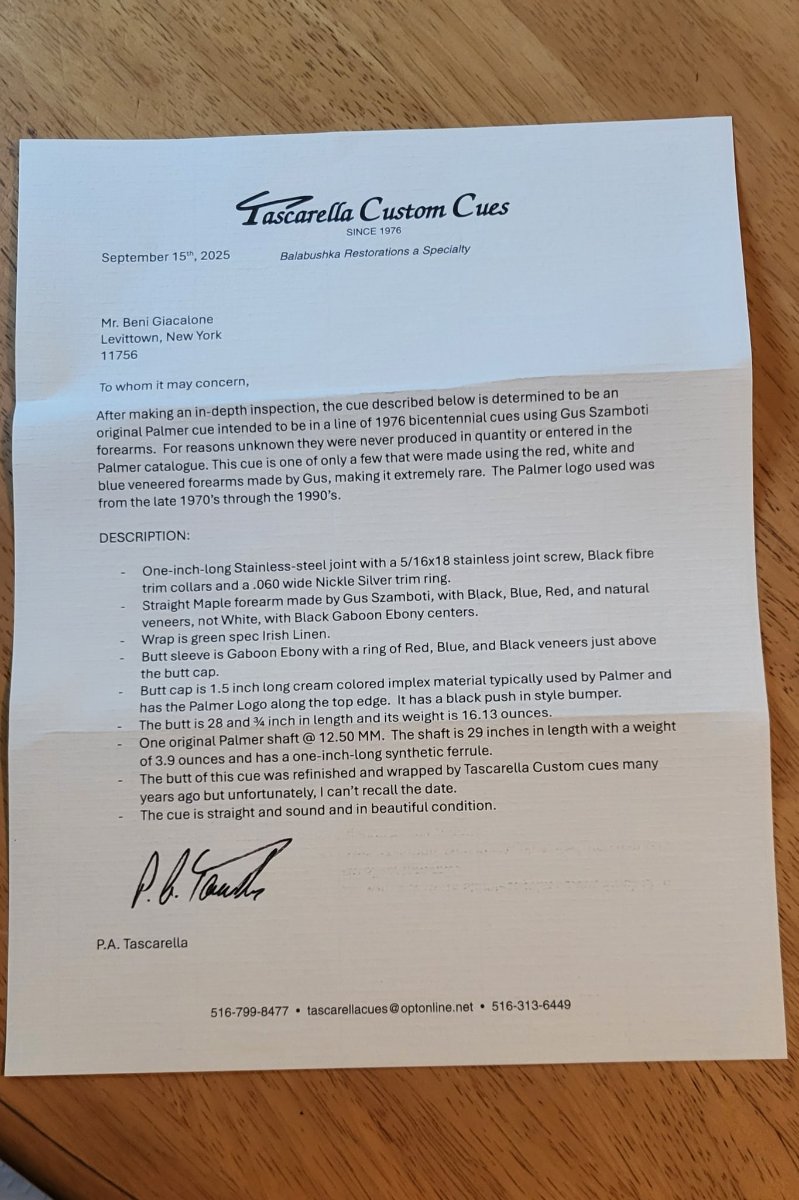 Tascarella Custom Cues
SINCE 1976
September 15th, 2025
Balabushka Restorations a Specialty
Mr. Beni Giacalone
Levittown, New York
11756
To whom it may concern,
After making an in-depth inspection, the cue described below is determined to be an
original Palmer cue intended to be in a line of 1976 bicentennial cues using Gus Szamboti
forearms. For reasons unknown they were never produced in quantity or entered in the
Palmer catalogue. This cue is one of only a few that were made using the red, white and
blue veneered forearms made by Gus, making it extremely rare. The Palmer logo used was
from the late 1970's through the 1990's.
DESCRIPTION:
- One-inch-long Stainless-steel joint with a 5/16x18 stainless joint screw, Black fibre
trim collars and a .060 wide Nickle Silver trim ring.
- Straight Maple forearm made by Gus Szamboti, with Black, Blue, Red, and natural
veneers, not White, with Black Gaboon Ebony centers.
- Wrap is green spec Irish Linen.
- Butt sleeve is Gaboon Ebony with a ring of Red, Blue, and Black veneers just above
the butt cap.
- Butt cap is 1.5 inch long cream colored implex material typically used by Palmer and
has the Palmer Logo along the top edge. It has a black push in style bumper.
- The butt is 28 and ¾ inch in length and its weight is 16.13 ounces.
- One original Palmer shaft @ 12.50 MM. The shaft is 29 inches in length with a weight
of 3.9 ounces and has a one-inch-long synthetic ferrule.
- The butt of this cue was refinished and wrapped by Tascarella Custom cues many
years ago but unfortunately, I can't recall the date.
- The cue is straight and sound and in beautiful condition.
P.A. Tascarella
516-799-8477 • tascarellacues@optonline.net • 516-313-6449